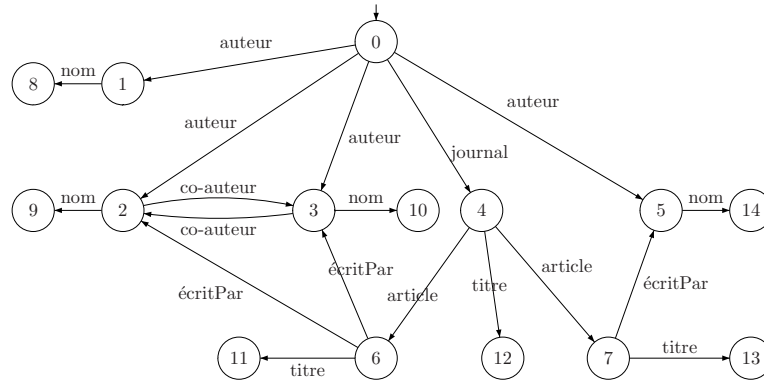 0
auteur
nom
8
1
auteur
auteur
auteur
journal
nom
co-auteur
nom
nom
9
2
3
10
4
5
14
co-auteur
écritPar
article
écritPar
article
titre
écritPar
11
titre
6
12
7
titre
13